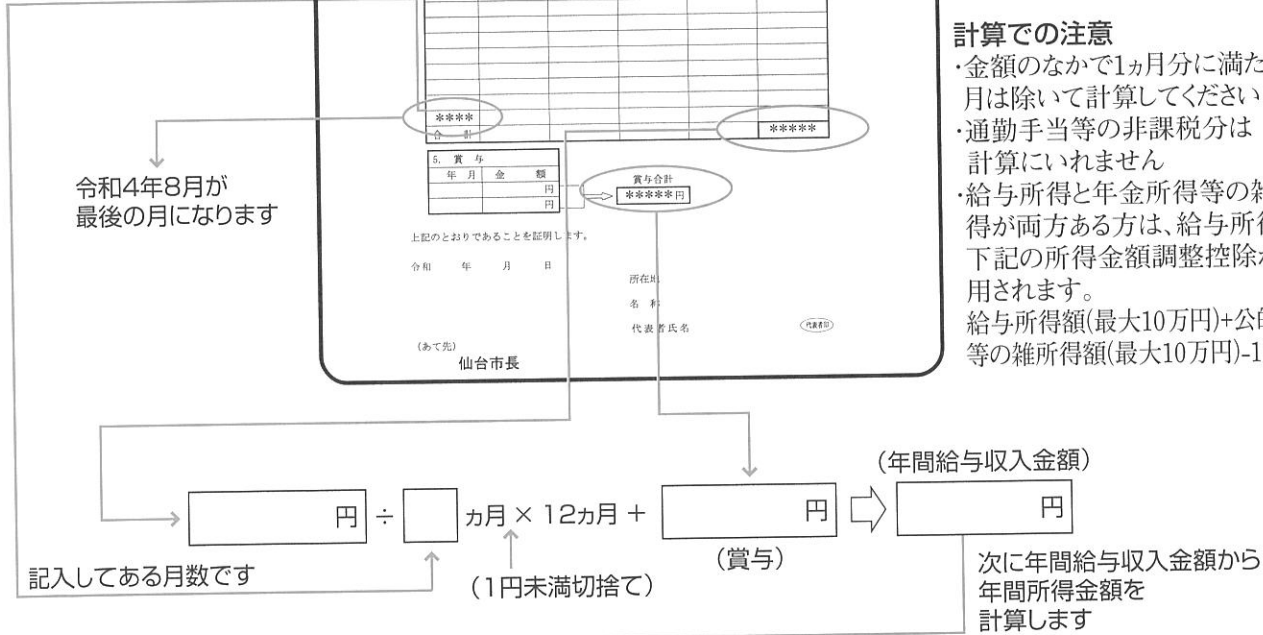 計算での注意
・金額のなかで1ヵ月分に満た
月は除いて計算してください
・通勤手当等の非課税分は
計算にいれません
・給与所得と年金所得等の雑
得が両方ある方は、給与所得
下記の所得金額調整控除が
用されます。
給与所得額(最大10万円)+公的
等の雑所得額(最大10万円)-1
****
合 計
*****
令和4年8月が
最後の月になります
5. 賞 与
年 月 金 額
円
円
賞与合計
*****円
上記のとおりであることを証明します。
令和 年 月 日
所在地
名 称
代表者氏名
代表者印
(あて先)
仙台市長
(年間給与収入金額)
円 ÷ ヵ月 × 12ヵ月 + 円 円
(賞与)
記入してある月数です
(1円未満切捨て)
次に年間給与収入金額から
年間所得金額を
計算します